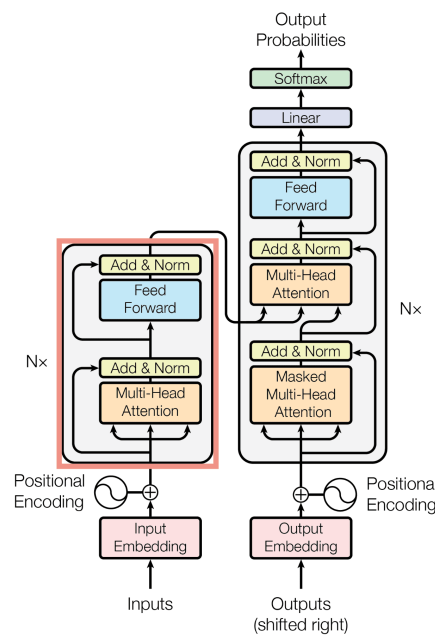 Output
Probabilities
Softmax
Linear
Add & Norm
Feed
Forward
Add & Norm
Multi-Head
Attention
Add & Norm
Masked
Multi-Head
Attention
Nx
Add & Norm
Feed
Forward
Add & Norm
Multi-Head
Attention
Nx
Positional
Encoding
Positiona
Encoding
Input
Embedding
Output
Embedding
Inputs
Outputs
(shifted right)